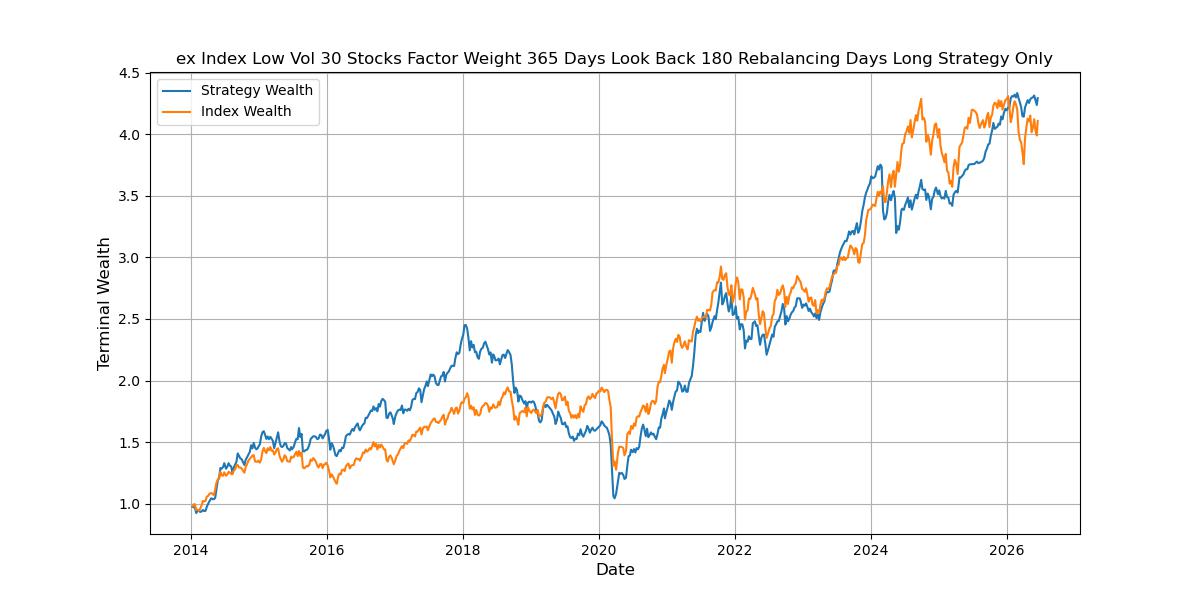 ex Index Low Vol 30 Stocks Factor Weight 365 Days Look Back 180 Rebalancing Days Long Strategy Only
Strategy Wealth
Index Wealth
Terminal Wealth
4.5
4.0
3.5
3.0
2.5
2.0
1.5
1.0
2014 2016 2018 2020 2022 2024 2026
Date